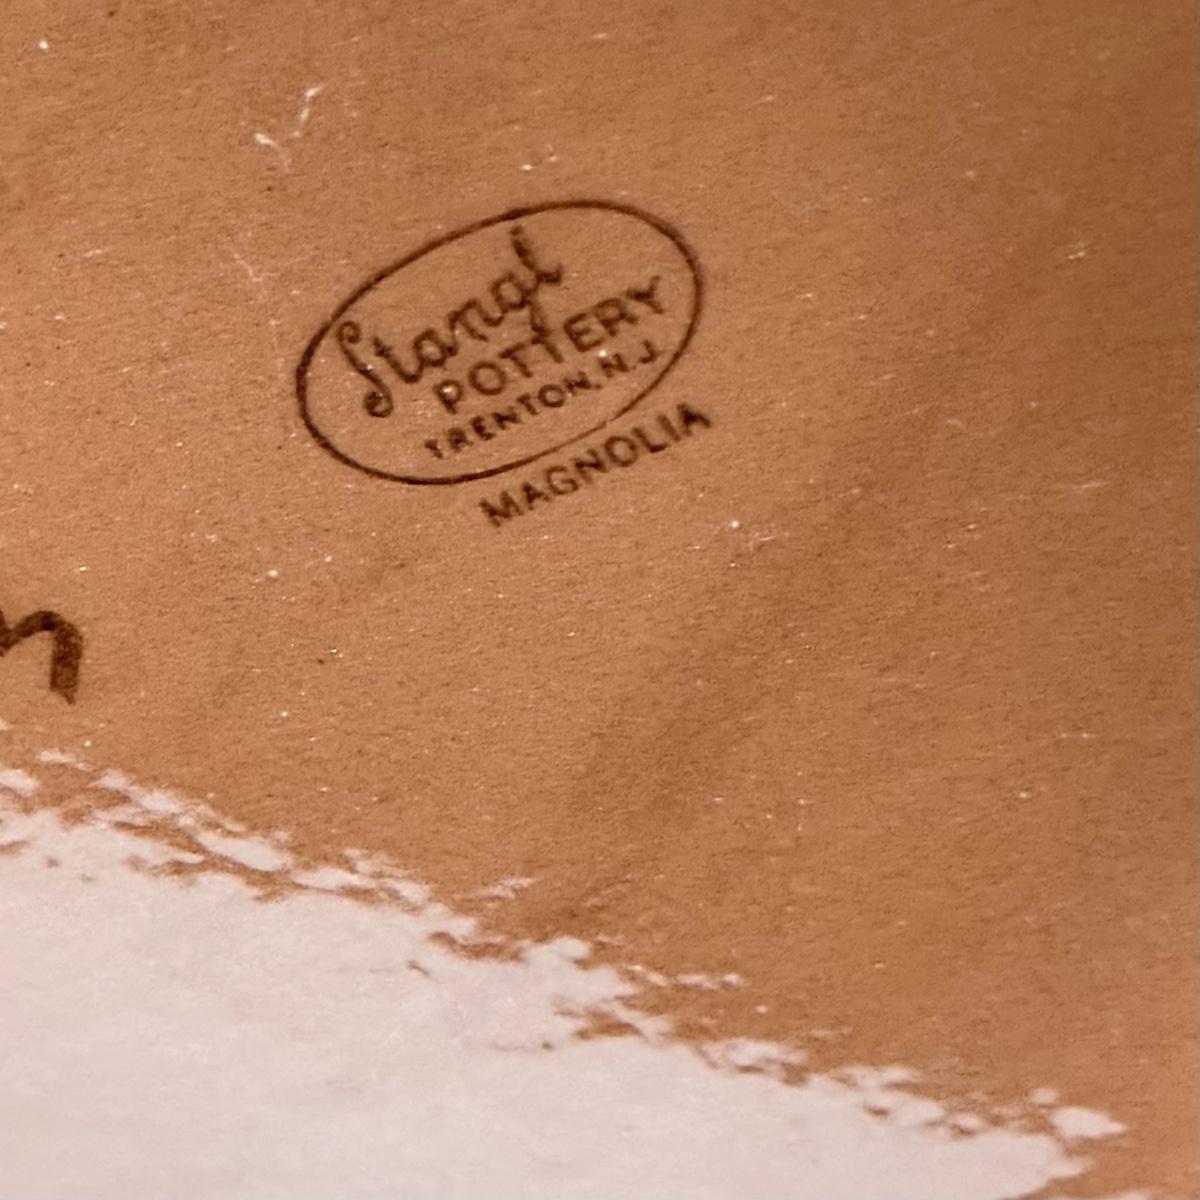 Stangl
POTTERY
TRENTON, N.J.
MAGNOLIA